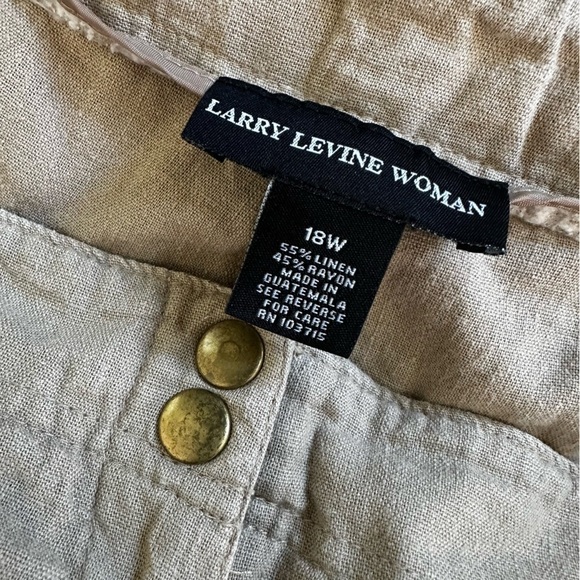 LARRY LEVINE WOMAN
18W
55% LINEN
45% RAYON
MADE IN
GUATEMALA
SEE REVERSE
FOR CARE
RN 103715